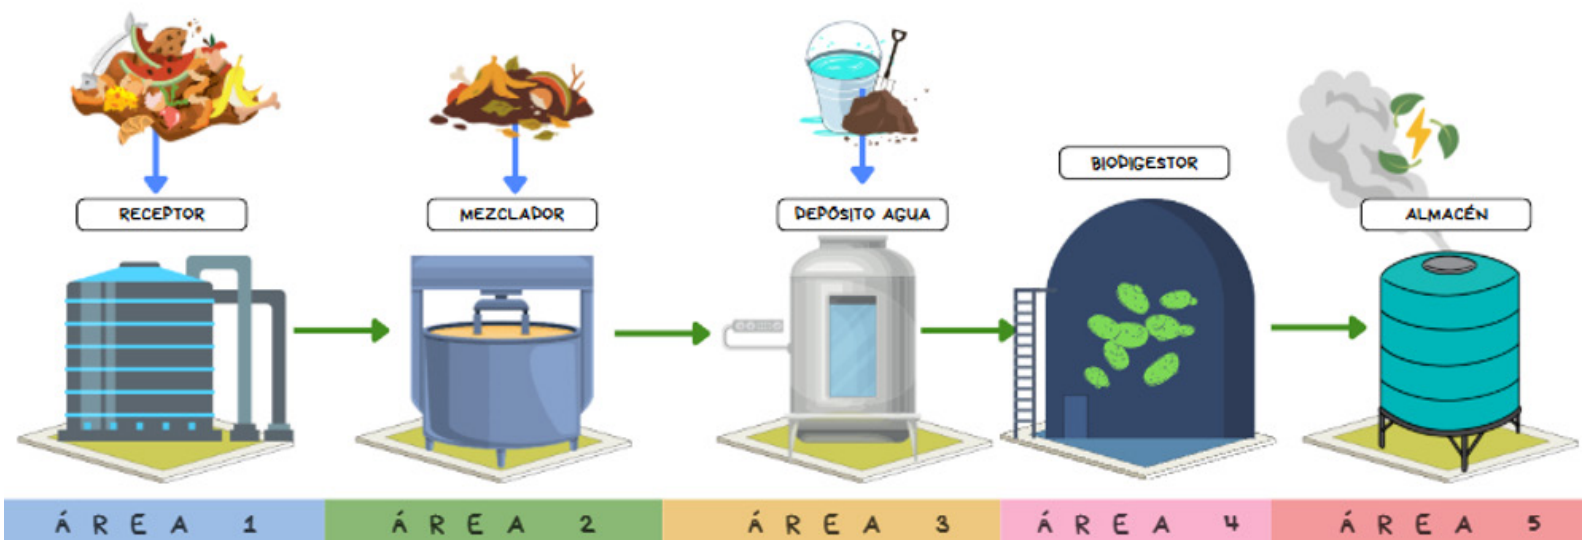 RECEPTOR
MEZCLADOR
DEPÓSITO AGUA
BIODIGESTOR
ALMACÉN
ÁREA 1
ÁREA 2
ÁREA 3
ÁREA 4
ÁREA 5